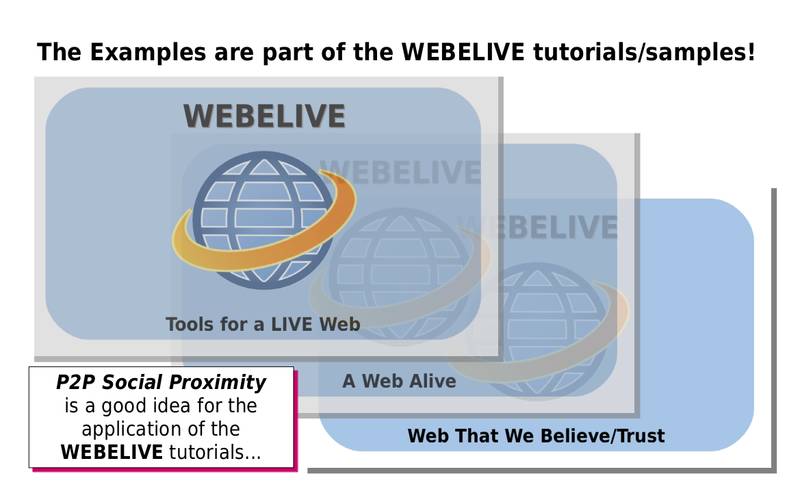 The Examples are part of the WEBELIVE tutorials/samples!
WEBELIVE
WEBELIVE
WEBELIVE
Tools for a LIVE Web
A Web Alive
Web That We Believe/Trust
P2P Social Proximity
is a good idea for the
application of the
WEBELIVE tutorials...